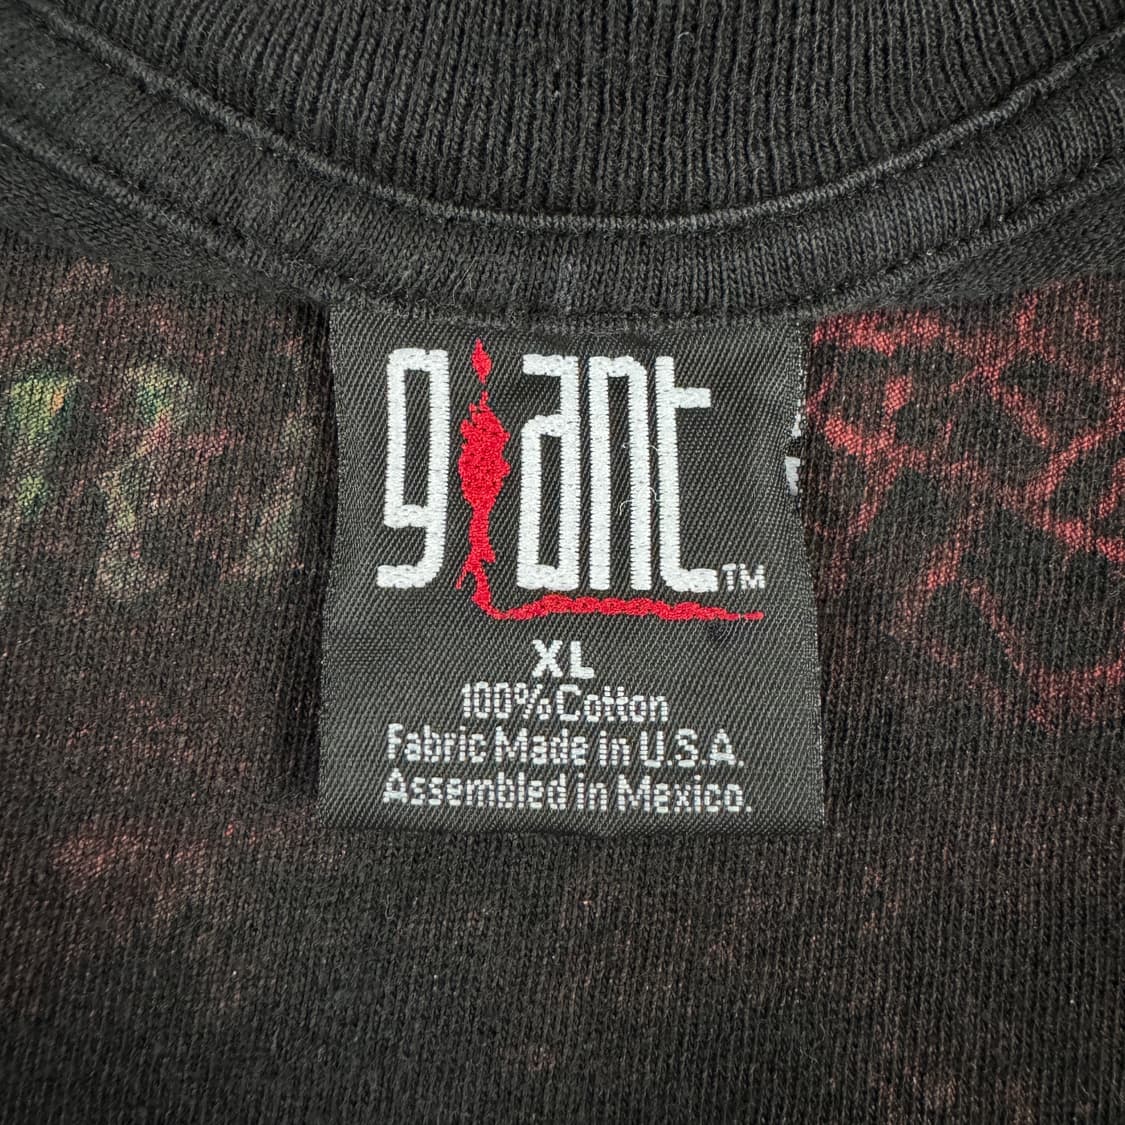 giant™
XL
100% Cotton
Fabric Made in U.S.A.
Assembled in Mexico.